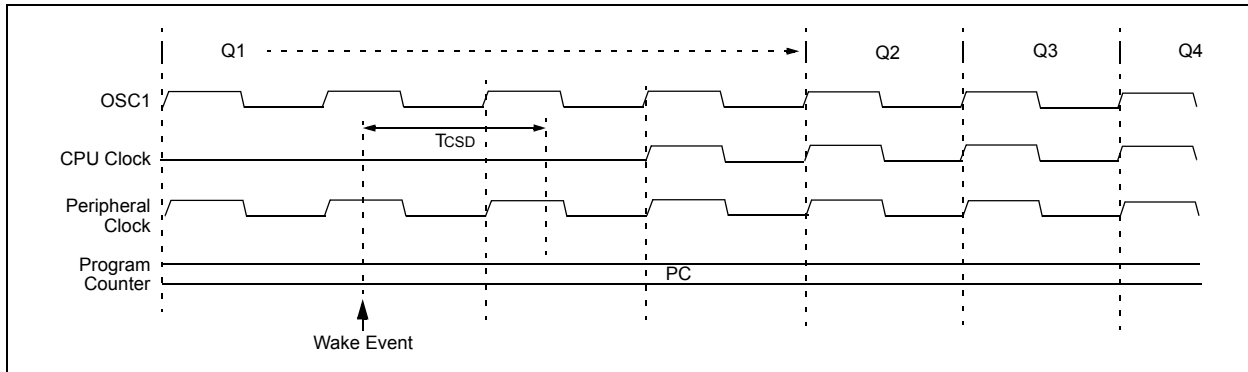 Q1
Q2
Q3
Q4
OSC1
TCSD
CPU Clock
Peripheral
Clock
Program
Counter
PC
Wake Event